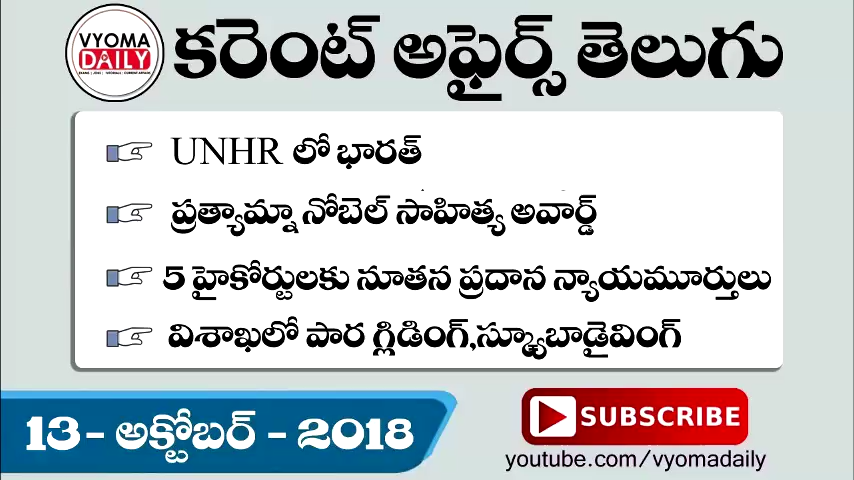 VYOMA
DAILY
కరెంట్ అఫైర్స్ తెలుగు
UNHR లో భారత్
ప్రత్యామ్నా నోబెల్ సాహిత్య అవార్డ్
5 హైకోర్టులకు నూతన ప్రదాన న్యాయమూర్తులు
విశాఖలో పార గ్లిడింగ్,స్క్యూబాడైవింగ్
13- అక్టోబర్ - 2018
SUBSCRIBE
youtube.com/vyomadaily